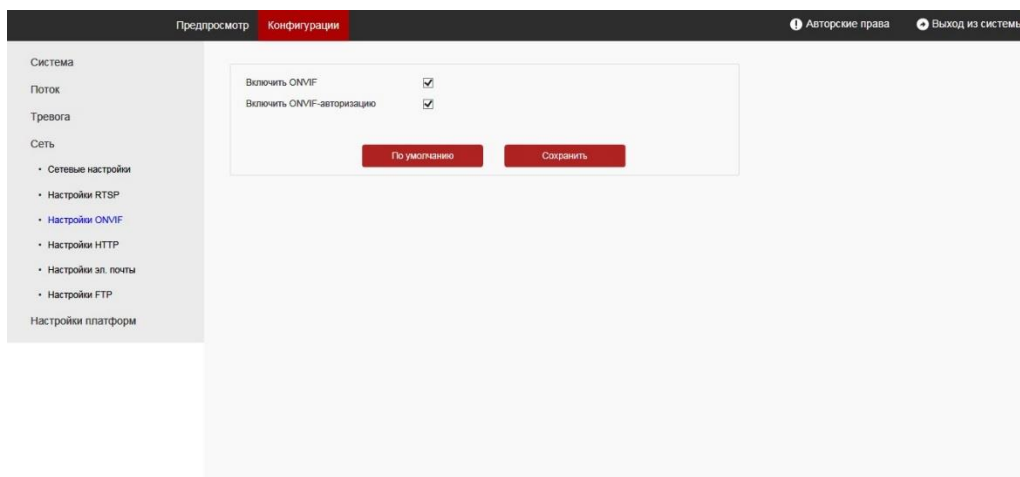 Предпросмотр Конфигурации Авторские права Выход из системы
Система
Поток
Тревога
Сеть
• Сетевые настройки
• Настройки RTSP
• Настройки ONVIF
• Настройки HTTP
• Настройки эл. почты
• Настройки FTP
Настройки платформ
Включить ONVIF
Включить ONVIF-авторизацию
По умолчанию Сохранить